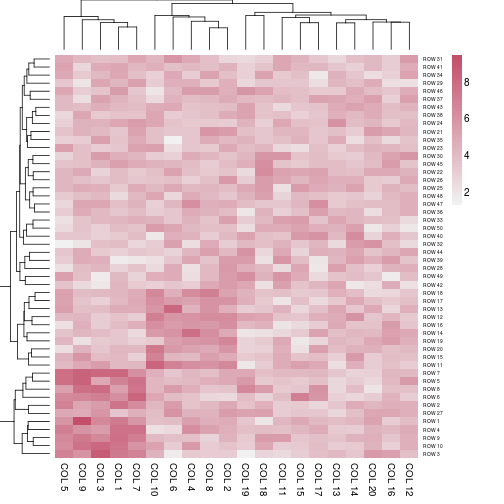 ROW 31
ROW 41
ROW 34
ROW 29
ROW 46
ROW 37
ROW 43
ROW 38
ROW 24
ROW 21
ROW 35
ROW 23
ROW 30
ROW 45
ROW 22
ROW 26
ROW 25
ROW 48
ROW 47
ROW 36
ROW 33
ROW 50
ROW 40
ROW 32
ROW 44
ROW 39
ROW 28
ROW 49
ROW 42
ROW 18
ROW 17
ROW 13
ROW 12
ROW 16
ROW 14
ROW 19
ROW 20
ROW 15
ROW 11
ROW 7
ROW 5
ROW 8
ROW 6
ROW 2
ROW 27
ROW 1
ROW 4
ROW 9
ROW 10
ROW 3
8
6
4
2
COL 5
COL 9
COL 3
COL 1
COL 7
COL 10
COL 6
COL 4
COL 8
COL 2
COL 19
COL 18
COL 11
COL 15
COL 17
COL 13
COL 14
COL 20
COL 16
COL 12